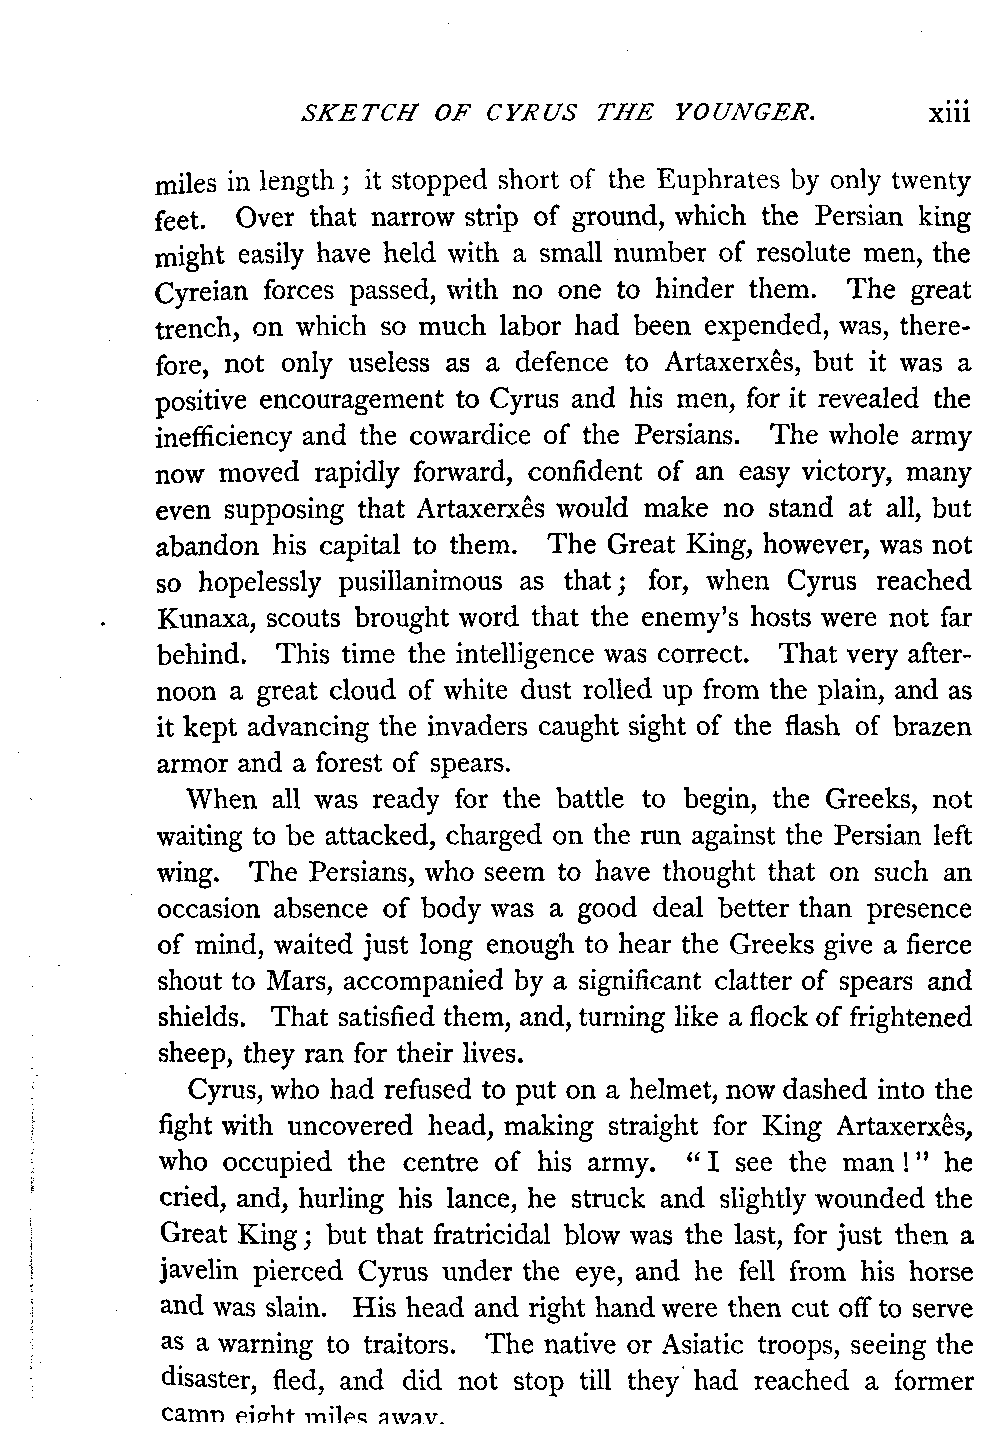 SKETCH OF CYRUS THE YOUNGER. xiii
miles in length; it stopped short of the Euphrates by only twenty
feet. Over that narrow strip of ground, which the Persian king
might easily have held with a small number of resolute men, the
Cyreian forces passed, with no one to hinder them. The great
trench, on which so much labor had been expended, was, there-
fore, not only useless as a defence to Artaxerxês, but it was a
positive encouragement to Cyrus and his men, for it revealed the
inefficiency and the cowardice of the Persians. The whole army
now moved rapidly forward, confident of an easy victory, many
even supposing that Artaxerxês would make no stand at all, but
abandon his capital to them. The Great King, however, was not
so hopelessly pusillanimous as that; for, when Cyrus reached
Kunaxa, scouts brought word that the enemy's hosts were not far
behind. This time the intelligence was correct. That very after-
noon a great cloud of white dust rolled up from the plain, and as
it kept advancing the invaders caught sight of the flash of brazen
armor and a forest of spears.
When all was ready for the battle to begin, the Greeks, not
waiting to be attacked, charged on the run against the Persian left
wing. The Persians, who seem to have thought that on such an
occasion absence of body was a good deal better than presence
of mind, waited just long enough to hear the Greeks give a fierce
shout to Mars, accompanied by a significant clatter of spears and
shields. That satisfied them, and, turning like a flock of frightened
sheep, they ran for their lives.
Cyrus, who had refused to put on a helmet, now dashed into the
fight with uncovered head, making straight for King Artaxerxês,
who occupied the centre of his army. "I see the man!" he
cried, and, hurling his lance, he struck and slightly wounded the
Great King; but that fratricidal blow was the last, for just then a
javelin pierced Cyrus under the eye, and he fell from his horse
and was slain. His head and right hand were then cut off to serve
as a warning to traitors. The native or Asiatic troops, seeing the
disaster, fled, and did not stop till they had reached a former
camp eight miles away.